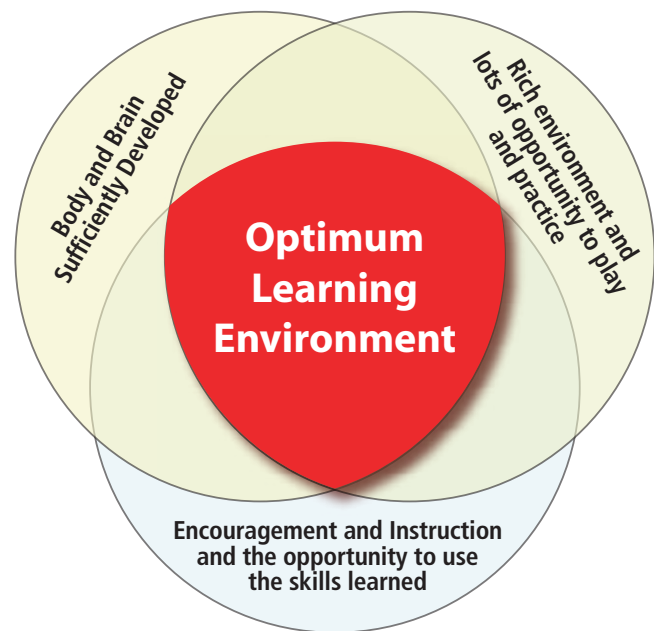 Body and Brain
Sufficiently Developed
Rich environment and
lots of opportunity to play
and practice
Optimum
Learning
Environment
Encouragement and Instruction
and the opportunity to use
the skills learned